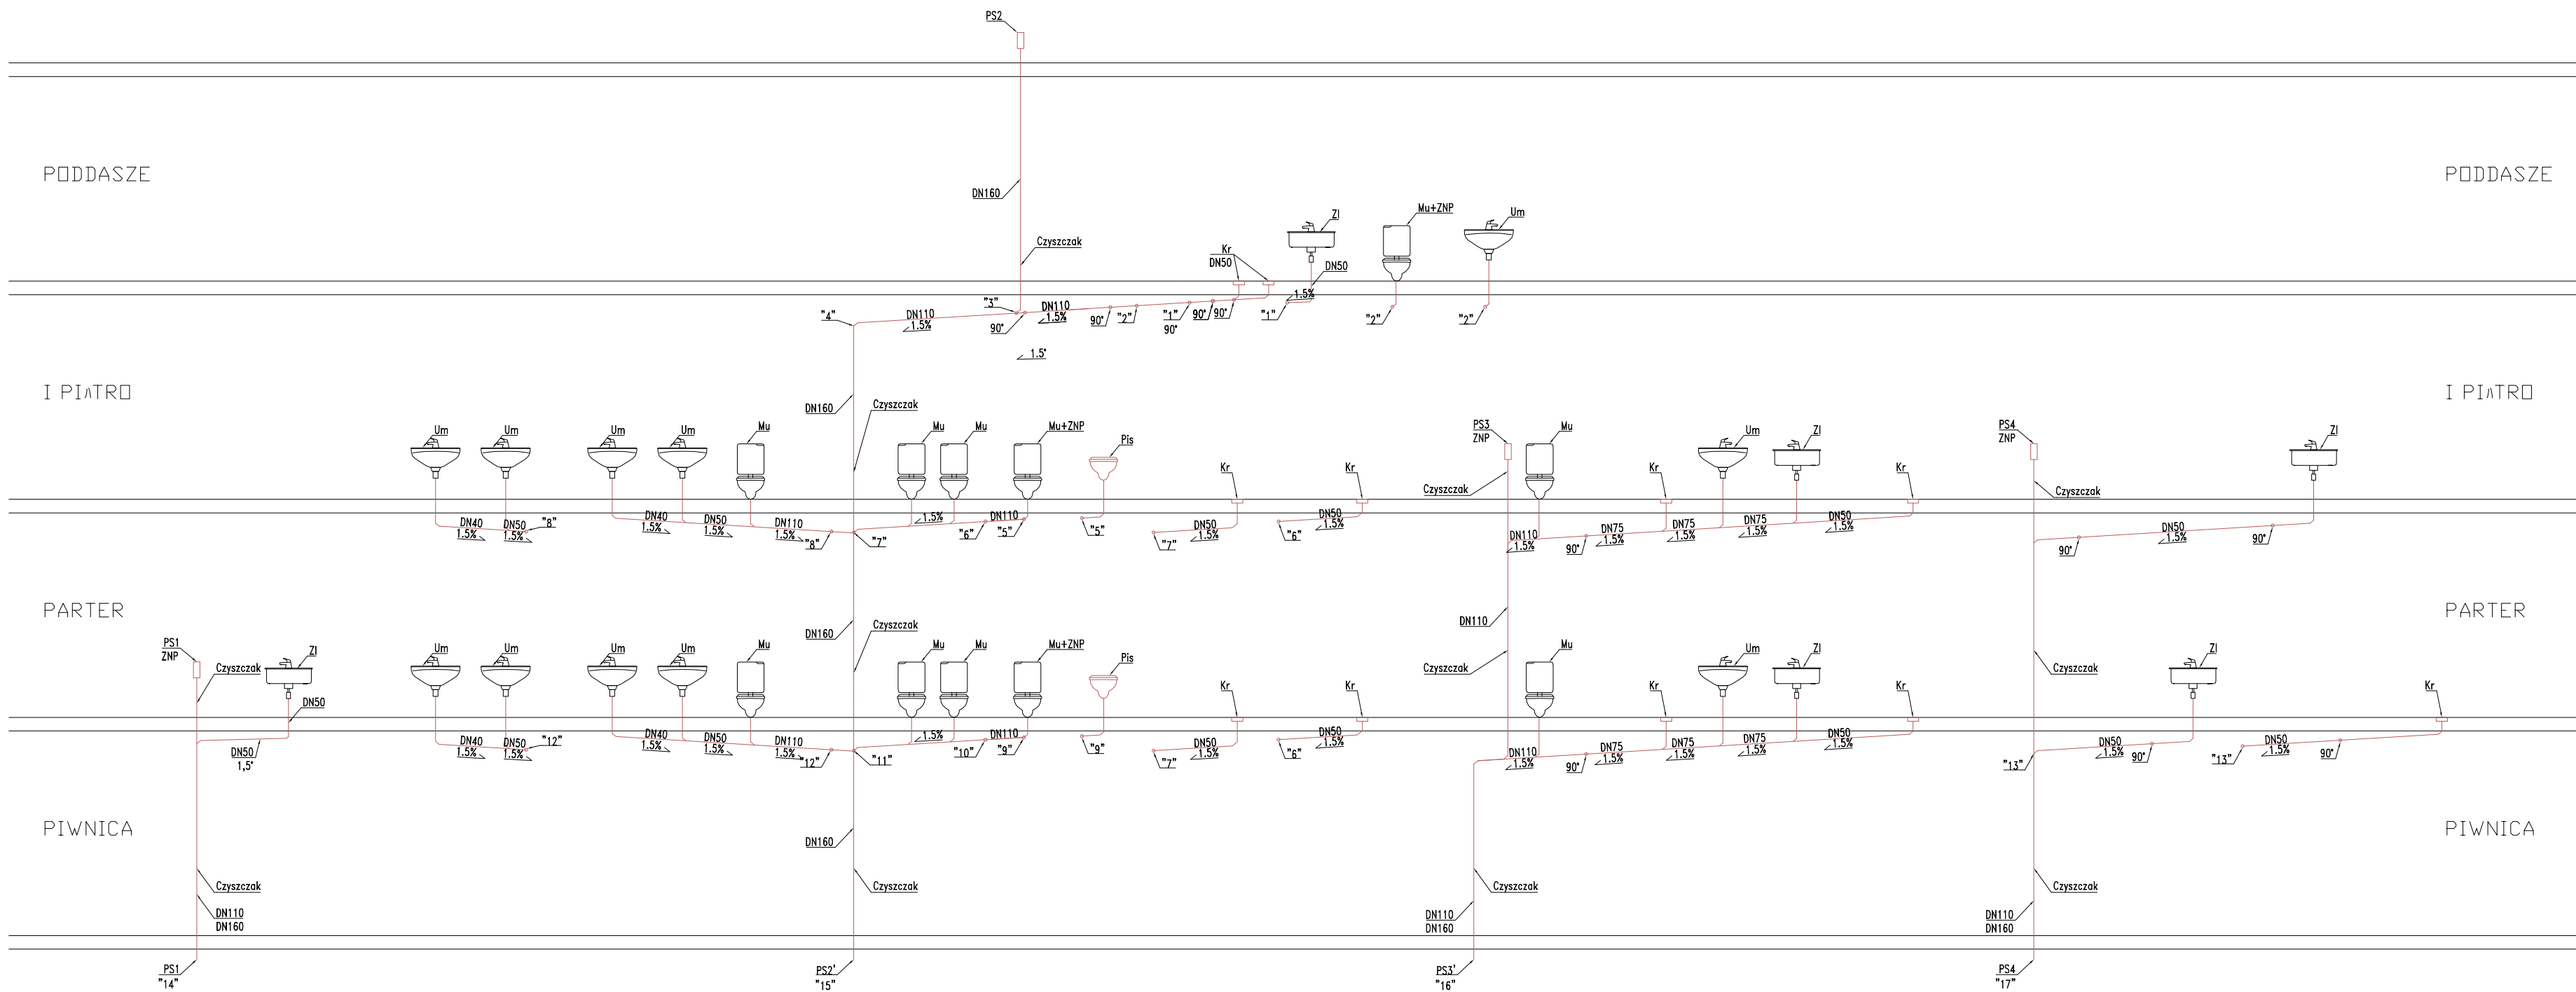 PS2
PODDASZE
PODDASZE
DN160
Mu+ZNP
Um
Zl
Czyszczak
Kr
DN50
DN50
1.5%
"3"
DN110
1.5%
"4"
DN110
1.5%
90°
90°
"2"
"1"
90°
90°
90°
"1"
"2"
"2"
1.5°
I PI
TRO
I PI
TRO
DN160
Czyszczak
Um
Um
Um
Um
Mu
Mu
Mu
Mu+ZNP
Pis
Kr
Kr
PS3
ZNP
Mu
Kr
Um
Zl
Kr
PS4
ZNP
Zl
Czyszczak
Czyszczak
DN40
1.5%
DN50
1.5%
"8"
DN40
1.5%
DN50
1.5%
DN110
1.5%
"8"
"7"
1.5%
"6"
DN110
"5"
"5"
"7"
DN50
1.5%
"6"
DN50
1.5%
DN110
1.5%
90°
DN75
1.5%
DN75
1.5%
DN75
1.5%
DN50
1.5%
90°
DN50
1.5%
90°
PARTER
PARTER
DN160
Czyszczak
DN110
Czyszczak
Czyszczak
PS1
ZNP
Czyszczak
Zl
DN50
DN50
1,5°
Um
Um
Um
Um
Mu
Mu
Mu
Mu+ZNP
Pis
Kr
Kr
Mu
Kr
Um
Zl
Kr
Zl
Kr
DN40
1.5%
DN50
1.5%
"12"
DN40
1.5%
DN50
1.5%
DN110
1.5%
"12"
"11"
1.5%
"10"
DN110
"9"
"9"
"7"
DN50
1.5%
"6"
DN50
1.5%
DN110
1.5%
90°
DN75
1.5%
DN75
1.5%
DN75
1.5%
DN50
1.5%
"13"
DN50
1.5%
90°
"13"
DN50
1.5%
90°
PIWNICA
PIWNICA
DN160
Czyszczak
Czyszczak
Czyszczak
Czyszczak
DN110
DN160
DN110
DN160
DN110
DN160
PS1
"14"
PS2'
"15"
PS3'
"16"
PS4
"17"